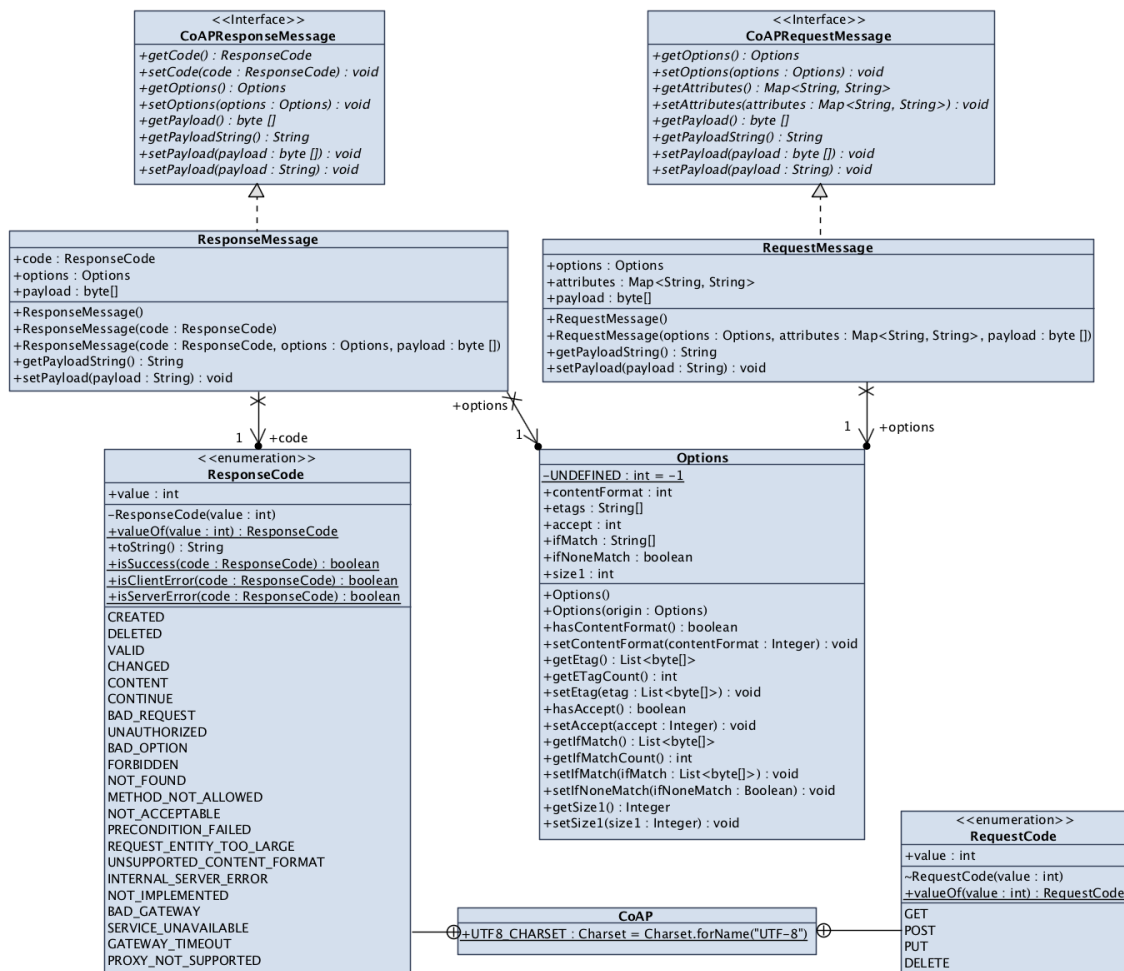 <<Interface>>
CoAPResponseMessage
+getCode() : ResponseCode
+setCode(code : ResponseCode) : void
+getOptions() : Options
+setOptions(options : Options) : void
+getPayload() : byte []
+getPayloadString() : String
+setPayload(payload : byte []) : void
+setPayload(payload : String) : void
<<Interface>>
CoAPRequestMessage
+getOptions() : Options
+setOptions(options : Options) : void
+getAttributes() : Map<String, String>
+setAttributes(attributes : Map<String, String>) : void
+getPayload() : byte []
+getPayloadString() : String
+setPayload(payload : byte []) : void
+setPayload(payload : String) : void
ResponseMessage
+code : ResponseCode
+options : Options
+payload : byte[]
+ResponseMessage()
+ResponseMessage(code : ResponseCode)
+ResponseMessage(code : ResponseCode, options : Options, payload : byte [])
+getPayloadString() : String
+setPayload(payload : String) : void
RequestMessage
+options : Options
+attributes : Map<String, String>
+payload : byte[]
+RequestMessage()
+RequestMessage(options : Options, attributes : Map<String, String>, payload : byte [])
+getPayloadString() : String
+setPayload(payload : String) : void
1 +code
+options
1
1 +options
<<enumeration>>
ResponseCode
+value : int
-ResponseCode(value : int)
+valueOf(value : int) : ResponseCode
+toString() : String
+isSuccess(code : ResponseCode) : boolean
+isClientError(code : ResponseCode) : boolean
+isServerError(code : ResponseCode) : boolean
CREATED
DELETED
VALID
CHANGED
CONTENT
CONTINUE
BAD_REQUEST
UNAUTHORIZED
BAD_OPTION
FORBIDDEN
NOT_FOUND
METHOD_NOT_ALLOWED
NOT_ACCEPTABLE
PRECONDITION_FAILED
REQUEST_ENTITY_TOO_LARGE
UNSUPPORTED_CONTENT_FORMAT
INTERNAL_SERVER_ERROR
NOT_IMPLEMENTED
BAD_GATEWAY
SERVICE_UNAVAILABLE
GATEWAY_TIMEOUT
PROXY_NOT_SUPPORTED
Options
-UNDEFINED : int = -1
+contentFormat : int
+etags : String[]
+accept : int
+ifMatch : String[]
+ifNoneMatch : boolean
+size1 : int
+Options()
+Options(origin : Options)
+hasContentFormat() : boolean
+setContentFormat(contentFormat : Integer) : void
+getEtag() : List<byte[]>
+getETagCount() : int
+setEtag(etag : List<byte[]>) : void
+hasAccept() : boolean
+setAccept(accept : Integer) : void
+getIfMatch() : List<byte[]>
+getIfMatchCount() : int
+setIfMatch(ifMatch : List<byte[]>) : void
+setIfNoneMatch(ifNoneMatch : Boolean) : void
+getSize1() : Integer
+setSize1(size1 : Integer) : void
CoAP
+UTF8_CHARSET : Charset = Charset.forName("UTF-8")
<<enumeration>>
RequestCode
+value : int
~RequestCode(value : int)
+valueOf(value : int) : RequestCode
GET
POST
PUT
DELETE